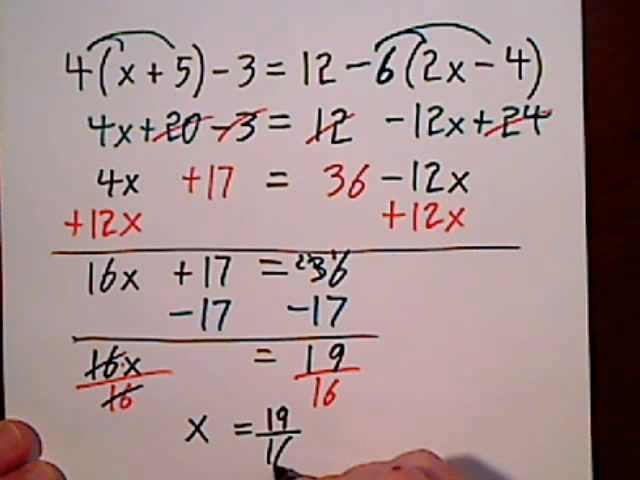 4(x + 5) - 3 = 12 - 6(2x - 4)
4x + 20 - 3 = 12 - 12x + 24
4x + 17 = 36 - 12x
+12x +12x
16x + 17 = 36
- 17 - 17
16x = 19
16 16
x = 19
16